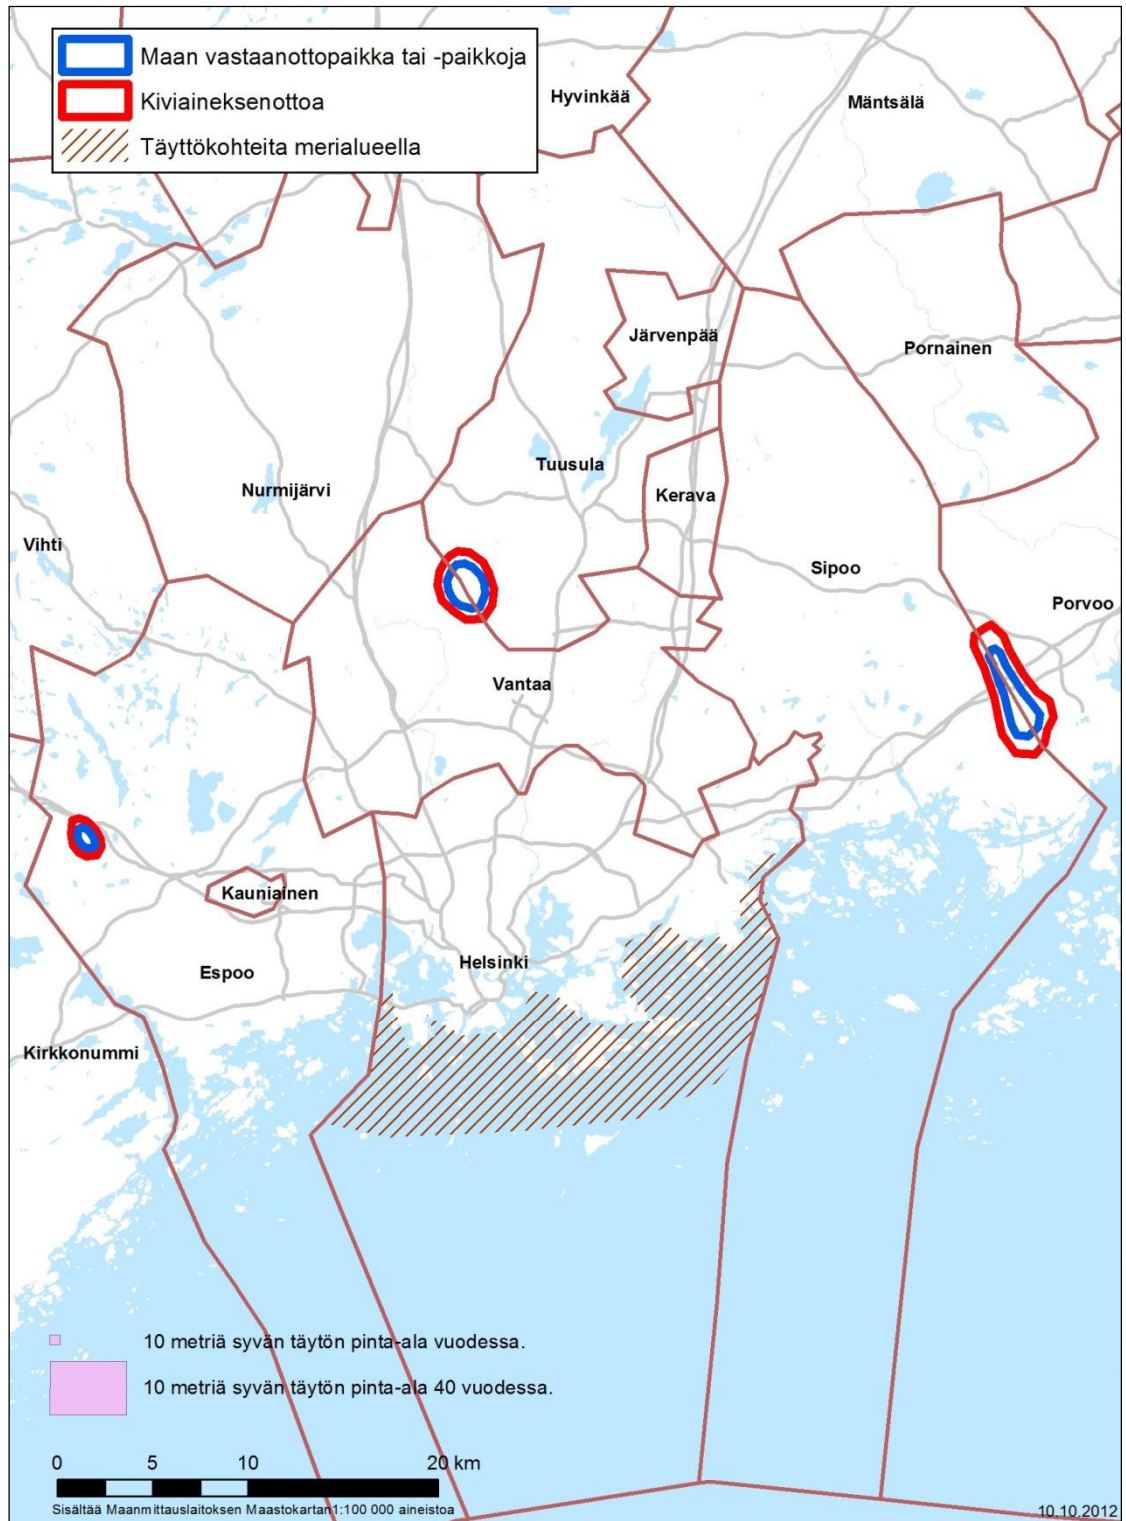 Maan vastaanottopaikka tai -paikkoja
Kiviaineksenottoa
Täyttökohteita merialueella
Hyvinkää
Mäntsälä
Järvenpää
Pornainen
Tuusula
Nurmijärvi
Kerava
Vihti
Sipoo
Porvoo
Vantaa
Kauniainen
Helsinki
Espoo
Kirkkonummi
10 metriä syvän täytön pinta-ala vuodessa.
10 metriä syvän täytön pinta-ala 40 vuodessa.
0 5 10 20 km
Sisältää Maanmittauslaitoksen Maastokartan1:100 000 aineistoa
10.10.2012